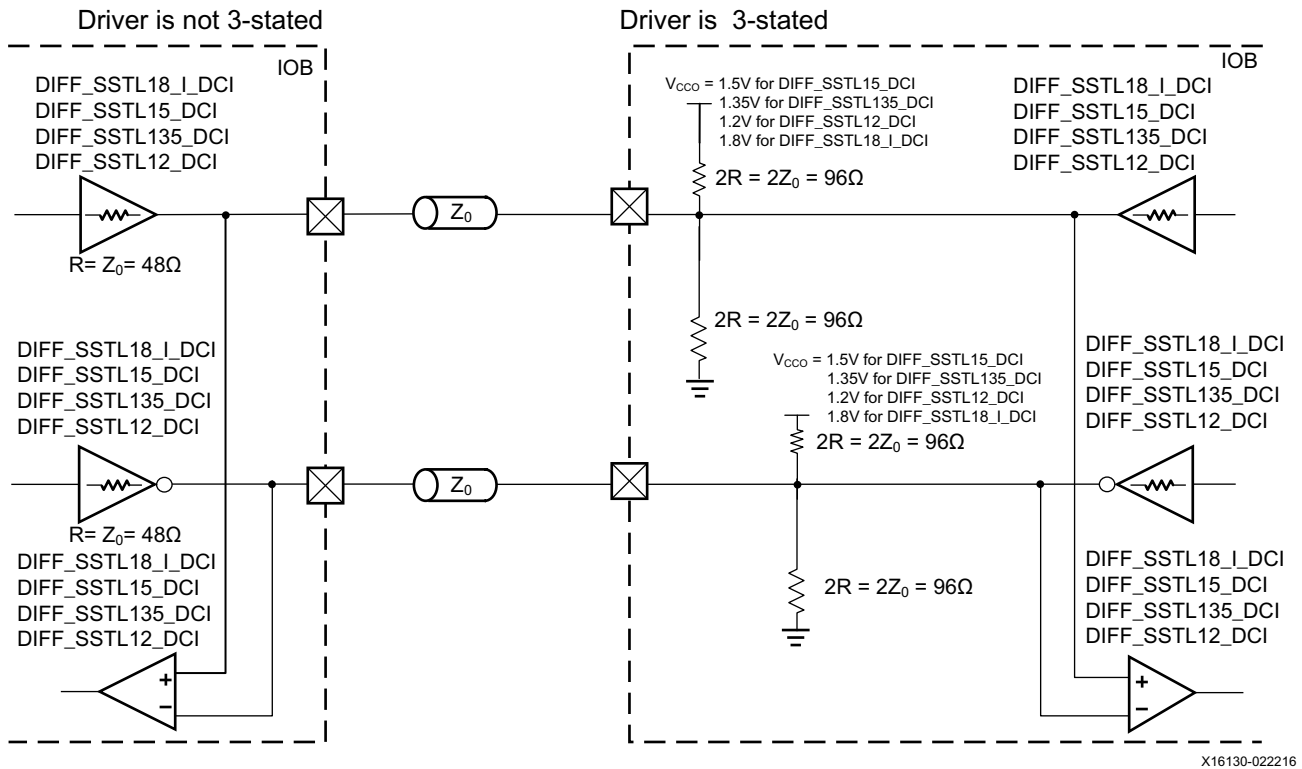 Driver is not 3-stated
Driver is 3-stated
IOB
DIFF_SSTL18_I_DCI
DIFF_SSTL15_DCI
DIFF_SSTL135_DCI
DIFF_SSTL12_DCI
R= Z₀= 48Ω
DIFF_SSTL18_I_DCI
DIFF_SSTL15_DCI
DIFF_SSTL135_DCI
DIFF_SSTL12_DCI
R= Z₀= 48Ω
DIFF_SSTL18_I_DCI
DIFF_SSTL15_DCI
DIFF_SSTL135_DCI
DIFF_SSTL12_DCI
+
−
Z₀
Z₀
IOB
V_CCO = 1.5V for DIFF_SSTL15_DCI
1.35V for DIFF_SSTL135_DCI
1.2V for DIFF_SSTL12_DCI
1.8V for DIFF_SSTL18_I_DCI
2R = 2Z₀ = 96Ω
2R = 2Z₀ = 96Ω
V_CCO = 1.5V for DIFF_SSTL15_DCI
1.35V for DIFF_SSTL135_DCI
1.2V for DIFF_SSTL12_DCI
1.8V for DIFF_SSTL18_I_DCI
2R = 2Z₀ = 96Ω
2R = 2Z₀ = 96Ω
DIFF_SSTL18_I_DCI
DIFF_SSTL15_DCI
DIFF_SSTL135_DCI
DIFF_SSTL12_DCI
DIFF_SSTL18_I_DCI
DIFF_SSTL15_DCI
DIFF_SSTL135_DCI
DIFF_SSTL12_DCI
DIFF_SSTL18_I_DCI
DIFF_SSTL15_DCI
DIFF_SSTL135_DCI
DIFF_SSTL12_DCI
+
−
X16130-022216